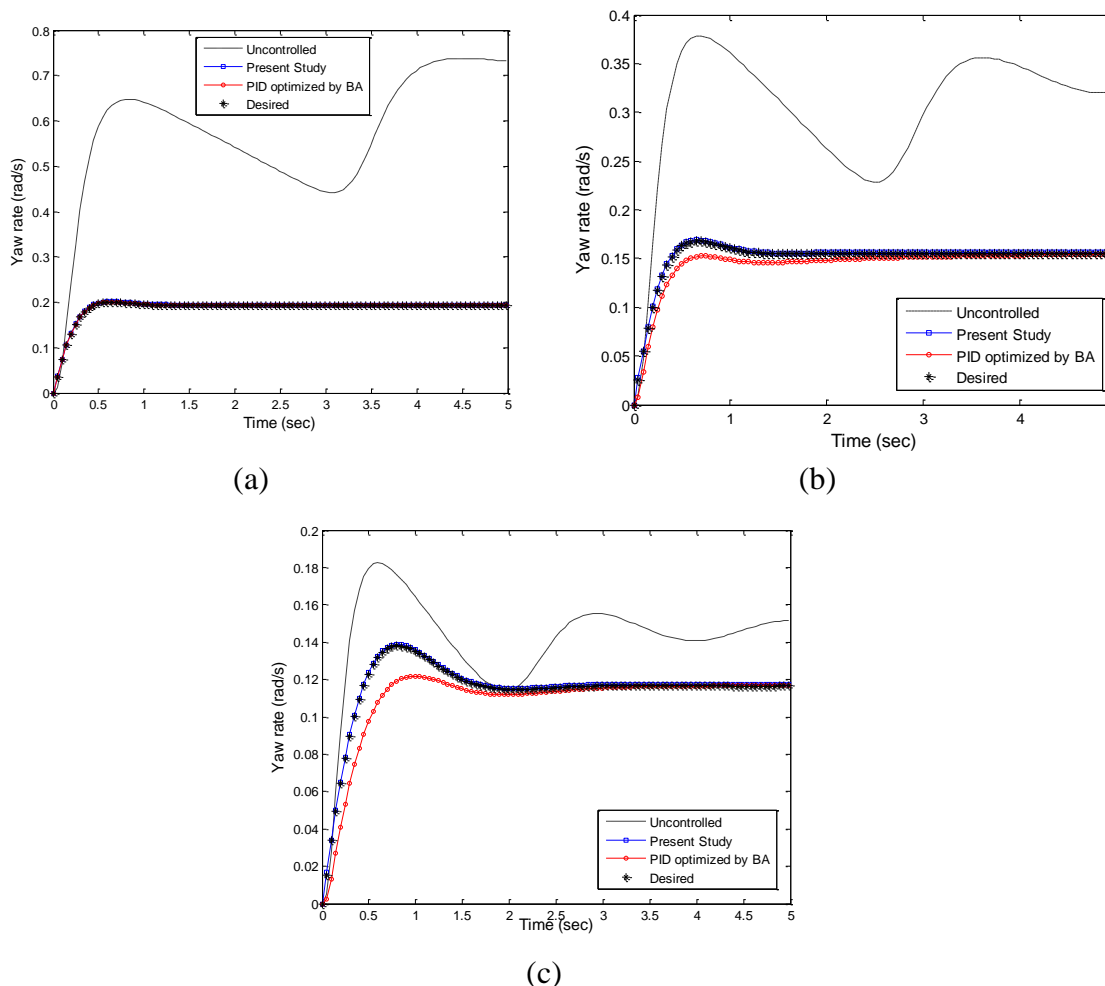 0.8
0.7
0.6
0.5
0.4
0.3
0.2
0.1
0
Yaw rate (rad/s)
Uncontrolled
Present Study
PID optimized by BA
Desired
0 0.5 1 1.5 2 2.5 3 3.5 4 4.5 5
Time (sec)
(a)
0.4
0.35
0.3
0.25
0.2
0.15
0.1
0.05
0
Yaw rate (rad/s)
Uncontrolled
Present Study
PID optimized by BA
Desired
0 1 2 3 4
Time (sec)
(b)
0.2
0.18
0.16
0.14
0.12
0.1
0.08
0.06
0.04
0.02
0
Yaw rate (rad/s)
Uncontrolled
Present Study
PID optimized by BA
Desired
0 0.5 1 1.5 2 2.5 3 3.5 4 4.5 5
Time (sec)
(c)